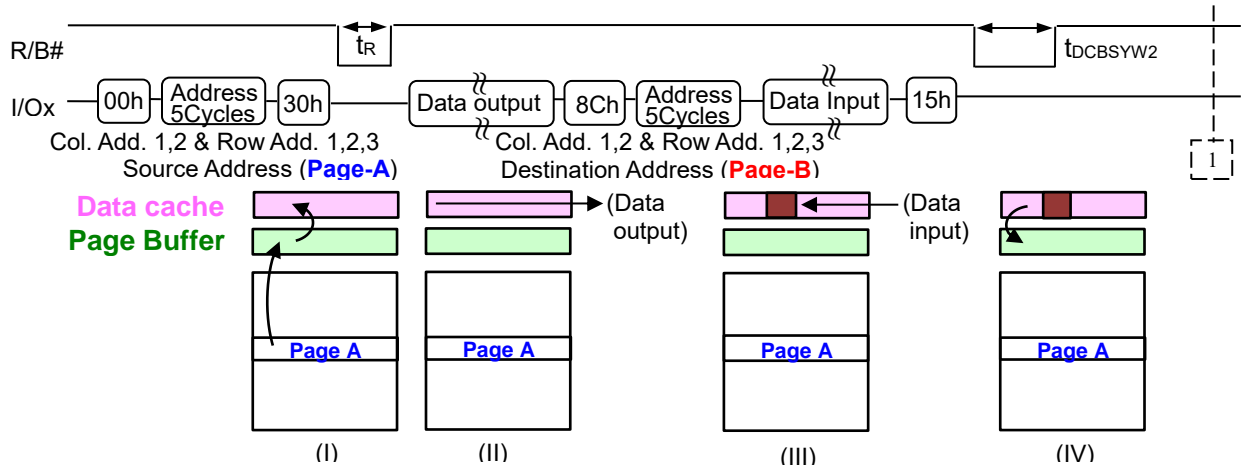 R/B#
tR
tDCBSYW2
I/Ox
00h
Address
5Cycles
30h
Data output
8Ch
Address
5Cycles
Data Input
15h
Col. Add. 1,2 & Row Add. 1,2,3
Source Address (Page-A)
Col. Add. 1,2 & Row Add. 1,2,3
Destination Address (Page-B)
1
Data cache
Page Buffer
(Data
output)
(Data
input)
Page A
Page A
Page A
Page A
(I)
(II)
(III)
(IV)